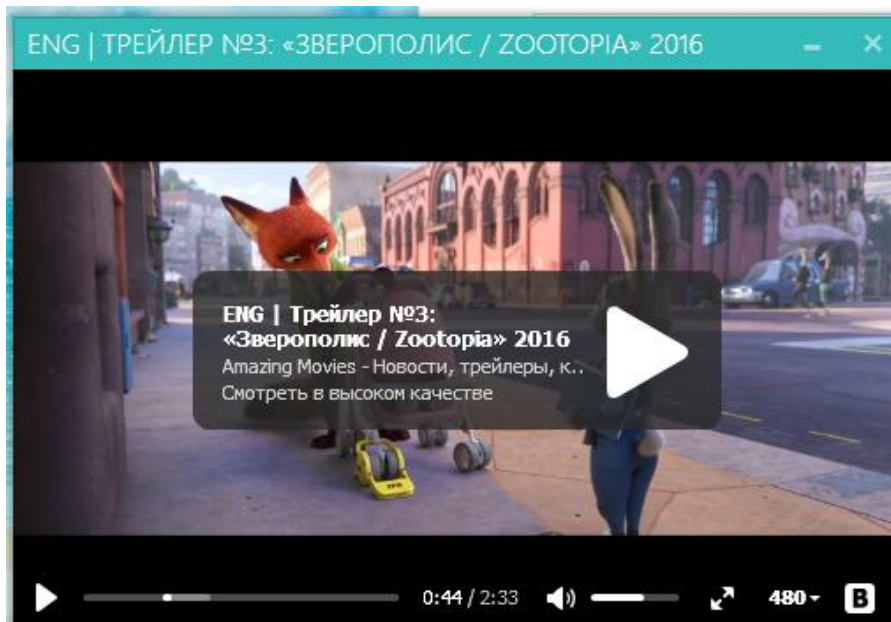 ENG | ТРЕЙЛЕР №3: «ЗВЕРОПОЛИС / ZOOTOPIA» 2016
ENG | Трейлер №3:
«Зверополис / Zootopia» 2016
Amazing Movies - Новости, трейлеры, к..
Смотреть в высоком качестве
0:44 / 2:33
480
B